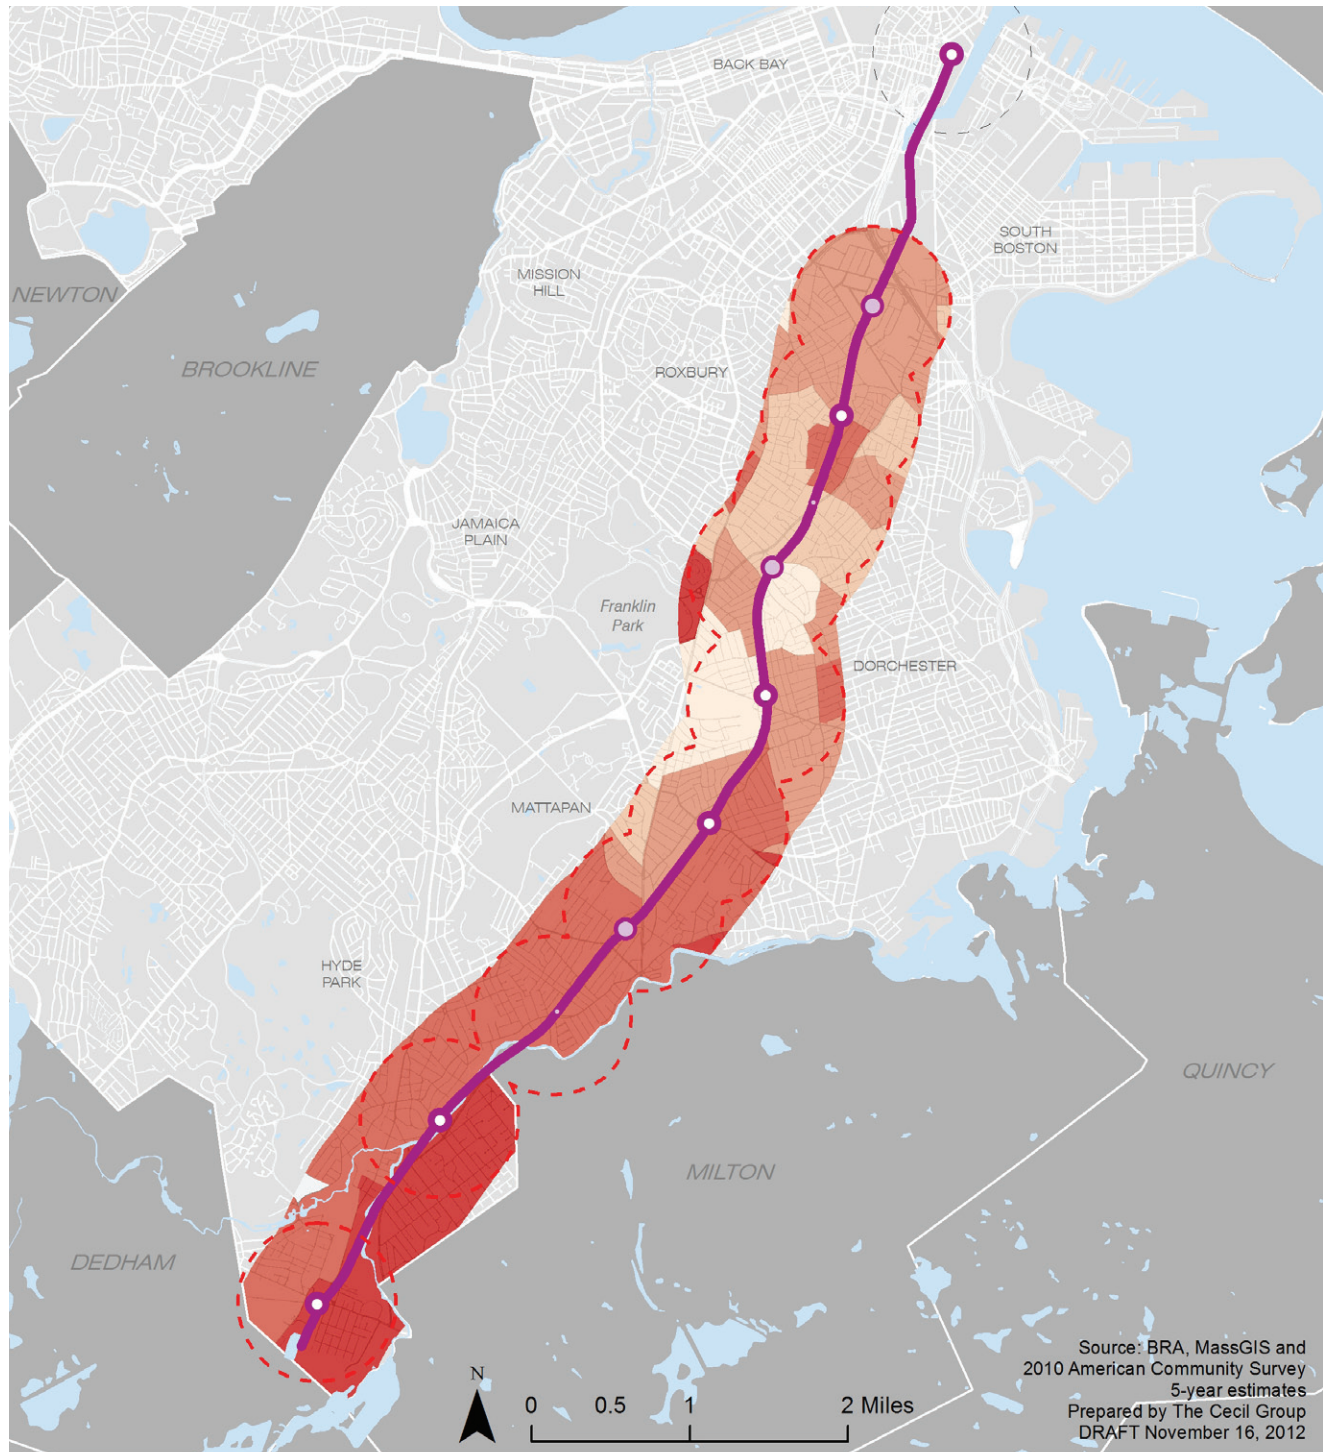 BACK BAY
SOUTH
BOSTON
MISSION
HILL
NEWTON
BROOKLINE
ROXBURY
JAMAICA
PLAIN
Franklin
Park
DORCHESTER
MATTAPAN
HYDE
PARK
QUINCY
MILTON
DEDHAM
Source: BRA, MassGIS and
2010 American Community Survey
5-year estimates
Prepared by The Cecil Group
DRAFT November 16, 2012
N
0 0.5 1 2 Miles